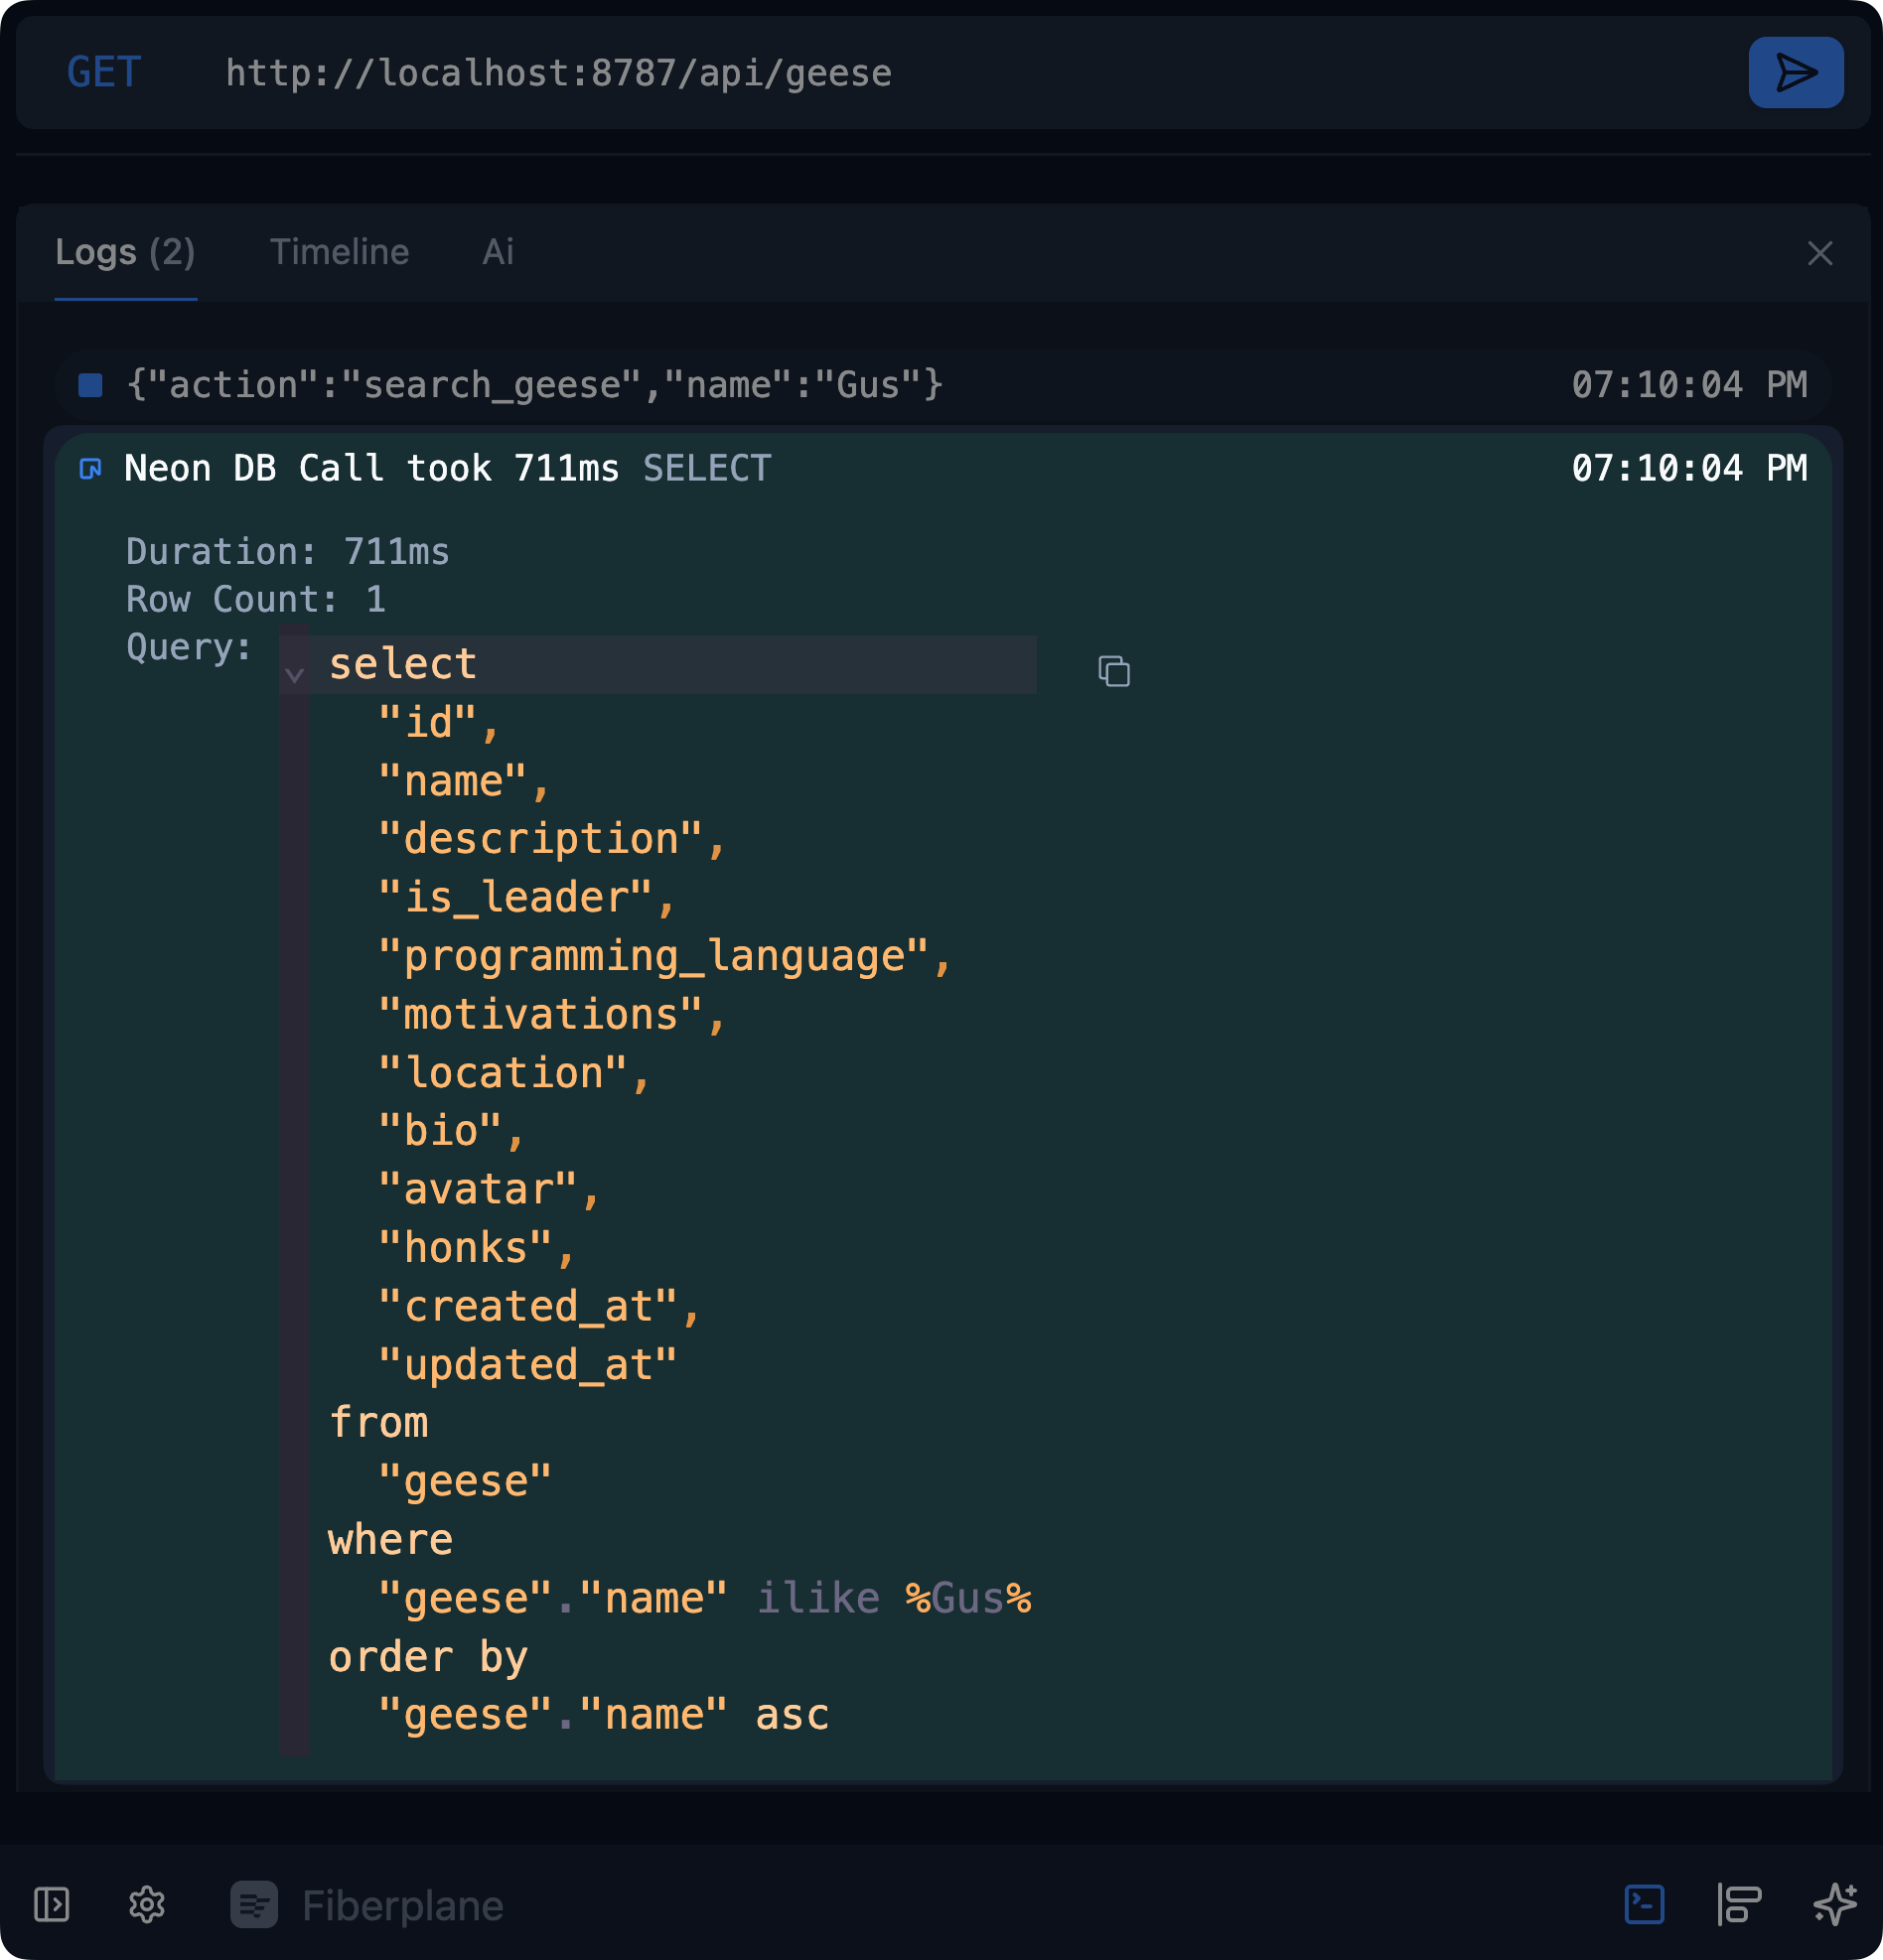 GET http://localhost:8787/api/geese
Logs (2) Timeline Ai
{"action":"search_geese","name":"Gus"} 07:10:04 PM
Neon DB Call took 711ms SELECT 07:10:04 PM
Duration: 711ms
Row Count: 1
Query: select
"id",
"name",
"description",
"is_leader",
"programming_language",
"motivations",
"location",
"bio",
"avatar",
"honks",
"created_at",
"updated_at"
from
"geese"
where
"geese"."name" ilike %Gus%
order by
"geese"."name" asc
Fiberplane